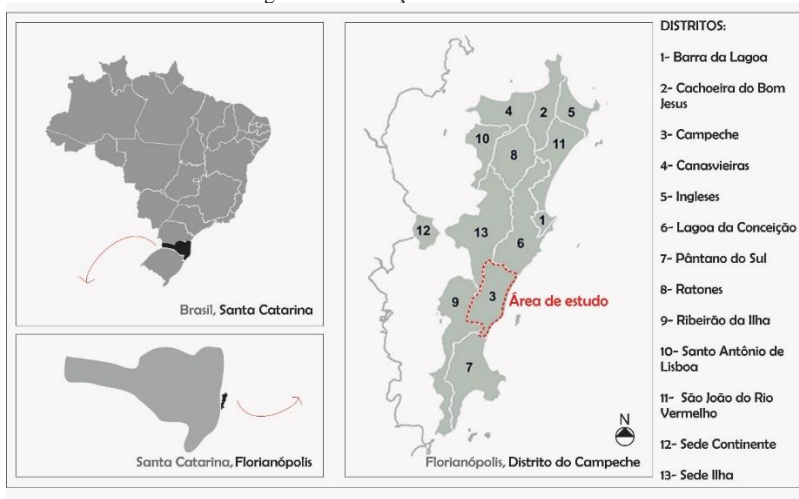 Brasil, Santa Catarina
Santa Catarina, Florianópolis
4
2
5
10
8
11
1
12
13
6
9
3
Área de estudo
7
N
Florianópolis, Distrito do Campeche
DISTRITOS:
1- Barra da Lagoa
2- Cachoeira do Bom
Jesus
3- Campeche
4- Canasvieiras
5- Ingleses
6- Lagoa da Conceição
7- Pântano do Sul
8- Ratones
9- Ribeirão da Ilha
10- Santo Antônio de
Lisboa
11- São João do Rio
Vermelho
12- Sede Continente
13- Sede Ilha